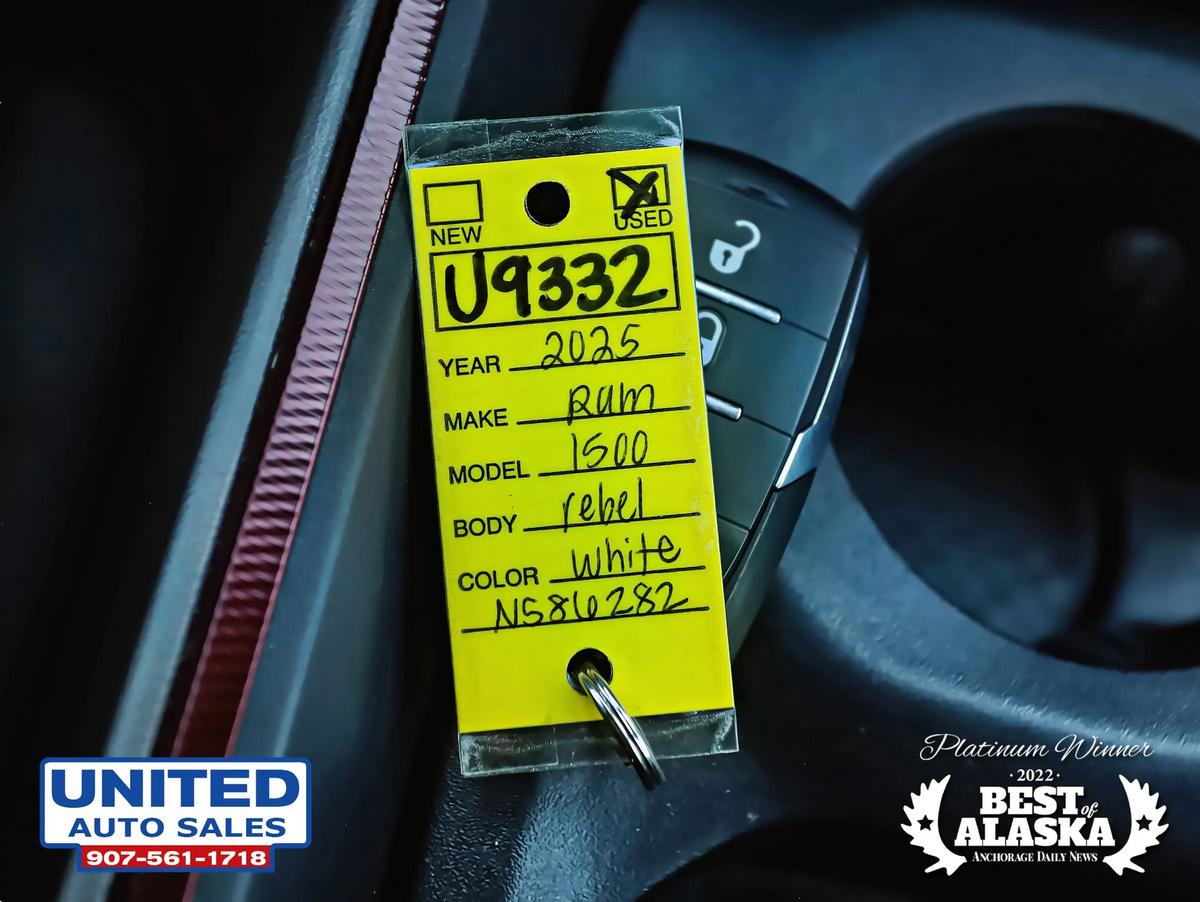 NEW
USED
U9332
YEAR 2025
MAKE Ram
MODEL 1500
BODY rebel
COLOR White
NS86282
UNITED
AUTO SALES
907-561-1718
Platinum Winner
·2022·
BEST of
ALASKA
ANCHORAGE DAILY NEWS